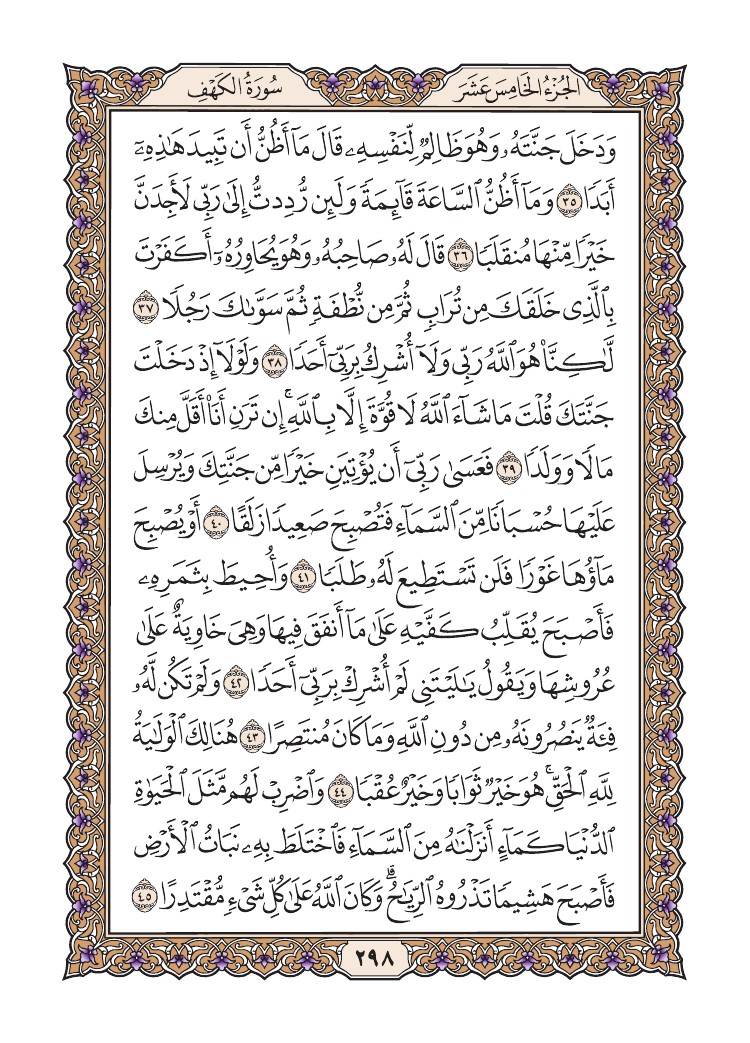 الجُزْءُ الخَامِسَ عَشَرَ
سُورَةُ الكَهْفِ
وَدَخَلَ جَنَّتَهُۥ وَهُوَ ظَالِمٌ لِّنَفْسِهِۦ قَالَ مَآ أَظُنُّ أَن تَبِيدَ هَٰذِهِۦٓ
أَبَدًا ٣٥ وَمَآ أَظُنُّ ٱلسَّاعَةَ قَآئِمَةً وَلَئِن رُّدِدتُّ إِلَىٰ رَبِّى لَأَجِدَنَّ
خَيْرًا مِّنْهَا مُنقَلَبًا ٣٦ قَالَ لَهُۥ صَاحِبُهُۥ وَهُوَ يُحَاوِرُهُۥٓ أَكَفَرْتَ
بِٱلَّذِى خَلَقَكَ مِن تُرَابٍ ثُمَّ مِن نُّطْفَةٍ ثُمَّ سَوَّىٰكَ رَجُلًا ٣٧
لَّٰكِنَّا۠ هُوَ ٱللَّهُ رَبِّى وَلَآ أُشْرِكُ بِرَبِّىٓ أَحَدًا ٣٨ وَلَوْلَآ إِذْ دَخَلْتَ
جَنَّتَكَ قُلْتَ مَا شَآءَ ٱللَّهُ لَا قُوَّةَ إِلَّا بِٱللَّهِ ۚ إِن تَرَنِ أَنَا۠ أَقَلَّ مِنكَ
مَالًا وَوَلَدًا ٣٩ فَعَسَىٰ رَبِّىٓ أَن يُؤْتِيَنِ خَيْرًا مِّن جَنَّتِكَ وَيُرْسِلَ
عَلَيْهَا حُسْبَانًا مِّنَ ٱلسَّمَآءِ فَتُصْبِحَ صَعِيدًا زَلَقًا ٤٠ أَوْ يُصْبِحَ
مَآؤُهَا غَوْرًا فَلَن تَسْتَطِيعَ لَهُۥ طَلَبًا ٤١ وَأُحِيطَ بِثَمَرِهِۦ
فَأَصْبَحَ يُقَلِّبُ كَفَّيْهِ عَلَىٰ مَآ أَنفَقَ فِيهَا وَهِىَ خَاوِيَةٌ عَلَىٰ
عُرُوشِهَا وَيَقُولُ يَٰلَيْتَنِى لَمْ أُشْرِكْ بِرَبِّىٓ أَحَدًا ٤٢ وَلَمْ تَكُن لَّهُۥ
فِئَةٌ يَنصُرُونَهُۥ مِن دُونِ ٱللَّهِ وَمَا كَانَ مُنتَصِرًا ٤٣ هُنَالِكَ ٱلْوَلَٰيَةُ
لِلَّهِ ٱلْحَقِّ ۚ هُوَ خَيْرٌ ثَوَابًا وَخَيْرٌ عُقْبًا ٤٤ وَٱضْرِبْ لَهُم مَّثَلَ ٱلْحَيَوٰةِ
ٱلدُّنْيَا كَمَآءٍ أَنزَلْنَٰهُ مِنَ ٱلسَّمَآءِ فَٱخْتَلَطَ بِهِۦ نَبَاتُ ٱلْأَرْضِ
فَأَصْبَحَ هَشِيمًا تَذْرُوهُ ٱلرِّيَٰحُ ۗ وَكَانَ ٱللَّهُ عَلَىٰ كُلِّ شَىْءٍ مُّقْتَدِرًا ٤٥
٢٩٨